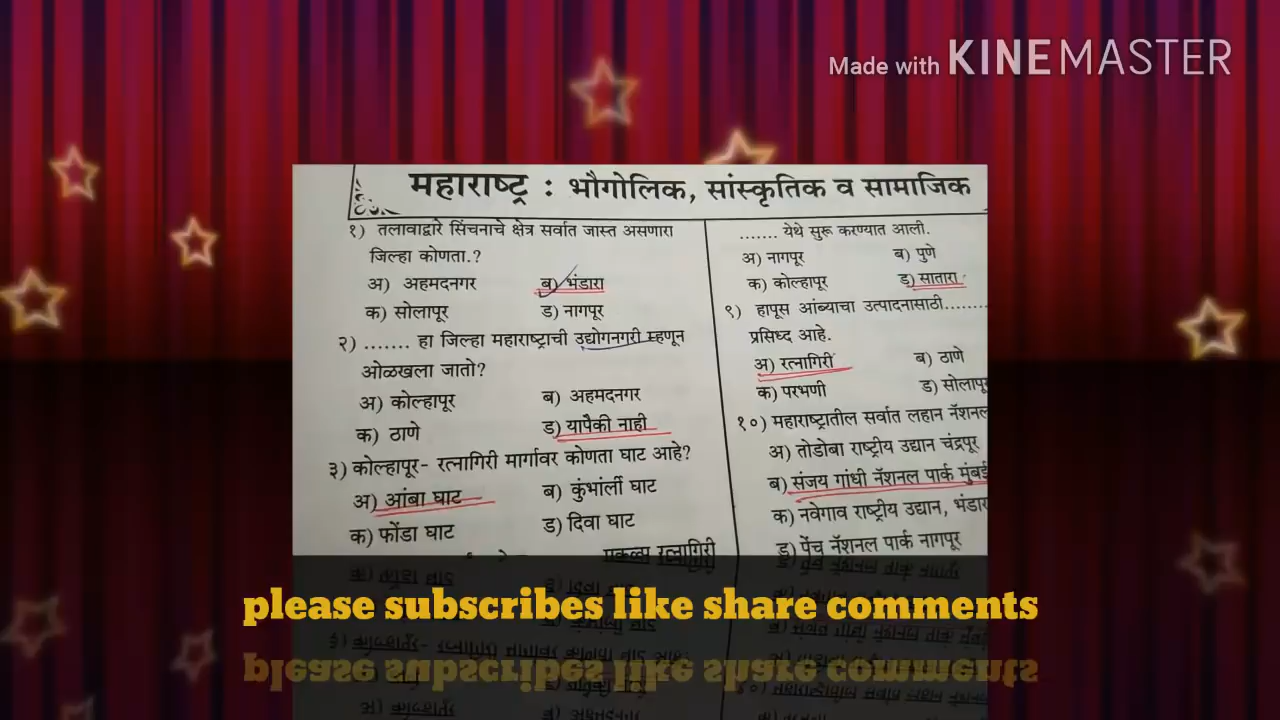 Made with KINEMASTER
महाराष्ट्र : भौगोलिक, सांस्कृतिक व सामाजिक
१) तलावाद्वारे सिंचनाचे क्षेत्र सर्वात जास्त असणारा
जिल्हा कोणता.?
अ) अहमदनगर ब) भंडारा
क) सोलापूर ड) नागपूर
२) ....... हा जिल्हा महाराष्ट्राची उद्योगनगरी म्हणून
ओळखला जातो?
अ) कोल्हापूर ब) अहमदनगर
क) ठाणे ड) यापैकी नाही
३) कोल्हापूर- रत्नागिरी मार्गावर कोणता घाट आहे?
अ) आंबा घाट ब) कुंभार्ली घाट
क) फोंडा घाट ड) दिवा घाट
रत्नागिरी
....... येथे सुरू करण्यात आली.
अ) नागपूर ब) पुणे
क) कोल्हापूर ड) सातारा
९) हापूस आंब्याचा उत्पादनासाठी.........
प्रसिध्द आहे.
अ) रत्नागिरी ब) ठाणे
क) परभणी ड) सोलापूर
१०) महाराष्ट्रातील सर्वात लहान नॅशनल
अ) तोडोबा राष्ट्रीय उद्यान चंद्रपूर
ब) संजय गांधी नॅशनल पार्क मुंबई
क) नवेगाव राष्ट्रीय उद्यान, भंडार
ड) पेंच नॅशनल पार्क नागपूर
please subscribes like share comments